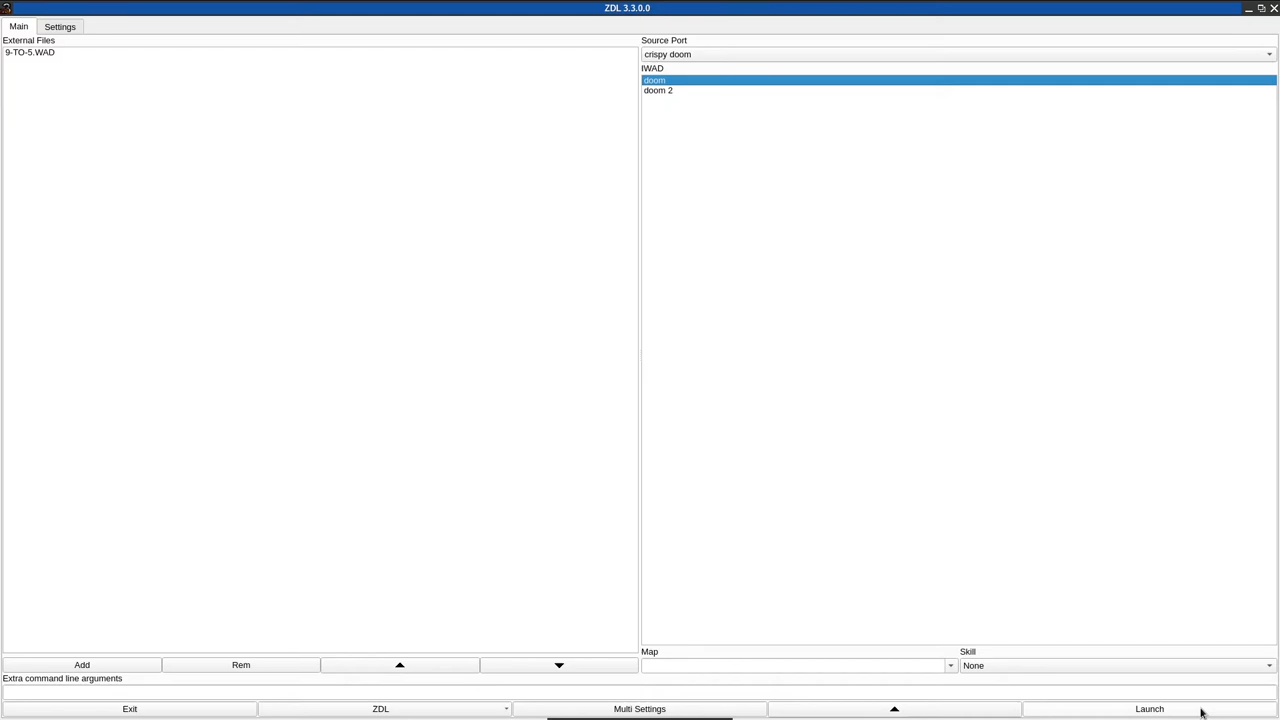 ZDL 3.3.0.0
Main Settings
External Files
9-TO-5.WAD
Source Port
crispy doom
IWAD
doom
doom 2
Map Skill
None
Add Rem
Extra command line arguments
Exit ZDL Multi Settings Launch